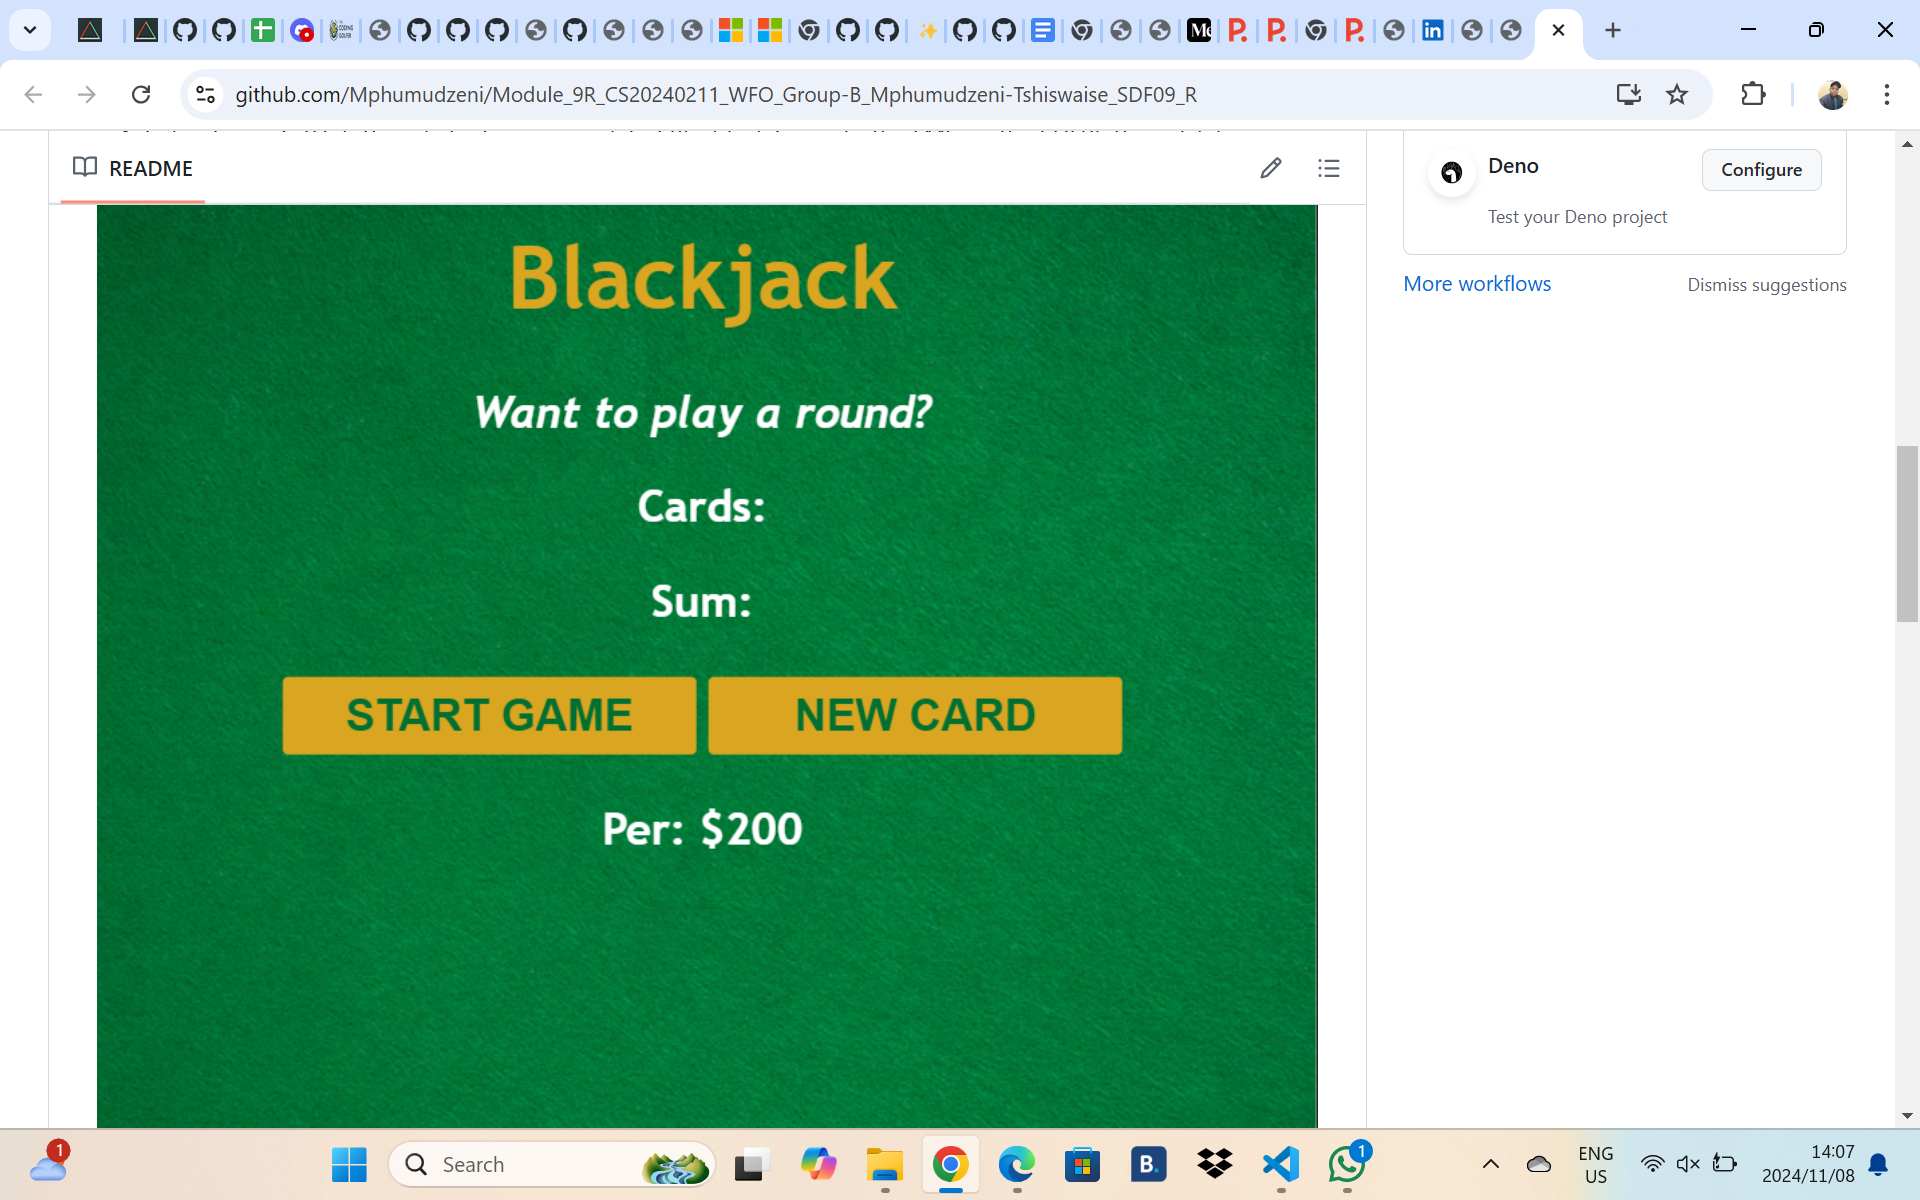 github.com/Mphumudzeni/Module_9R_CS20240211_WFO_Group-B_Mphumudzeni-Tshiswaise_SDF09_R
README
Deno
Configure
Test your Deno project
More workflows
Dismiss suggestions
Blackjack
Want to play a round?
Cards:
Sum:
START GAME
NEW CARD
Per: $200
1
Search
B.
1
ENG
US
14:07
2024/11/08